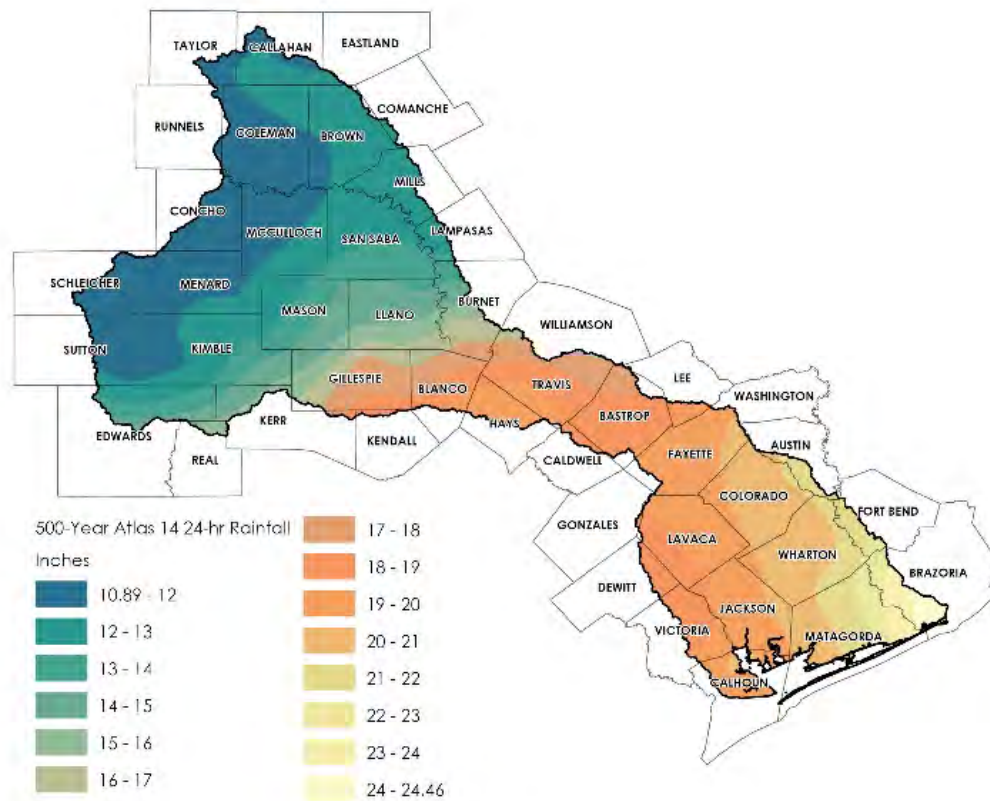 TAYLOR
CALLAHAN
EASTLAND
COMANCHE
RUNNELS
COLEMAN
BROWN
MILLS
CONCHO
MCCULLOCH
SAN SABA
LAMPASAS
SCHLEICHER
MENARD
MASON
LLANO
BURNET
WILLIAMSON
SUTTON
KIMBLE
GILLESPIE
BLANCO
TRAVIS
LEE
WASHINGTON
BASTROP
EDWARDS
REAL
KERR
KENDALL
HAYS
CALDWELL
FAYETTE
AUSTIN
COLORADO
FORT BEND
GONZALES
LAVACA
WHARTON
BRAZORIA
DEWITT
JACKSON
VICTORIA
MATAGORDA
CALHOUN
500-Year Atlas 14 24-hr Rainfall
Inches
10.89 - 12
12 - 13
13 - 14
14 - 15
15 - 16
16 - 17
17 - 18
18 - 19
19 - 20
20 - 21
21 - 22
22 - 23
23 - 24
24 - 24.46